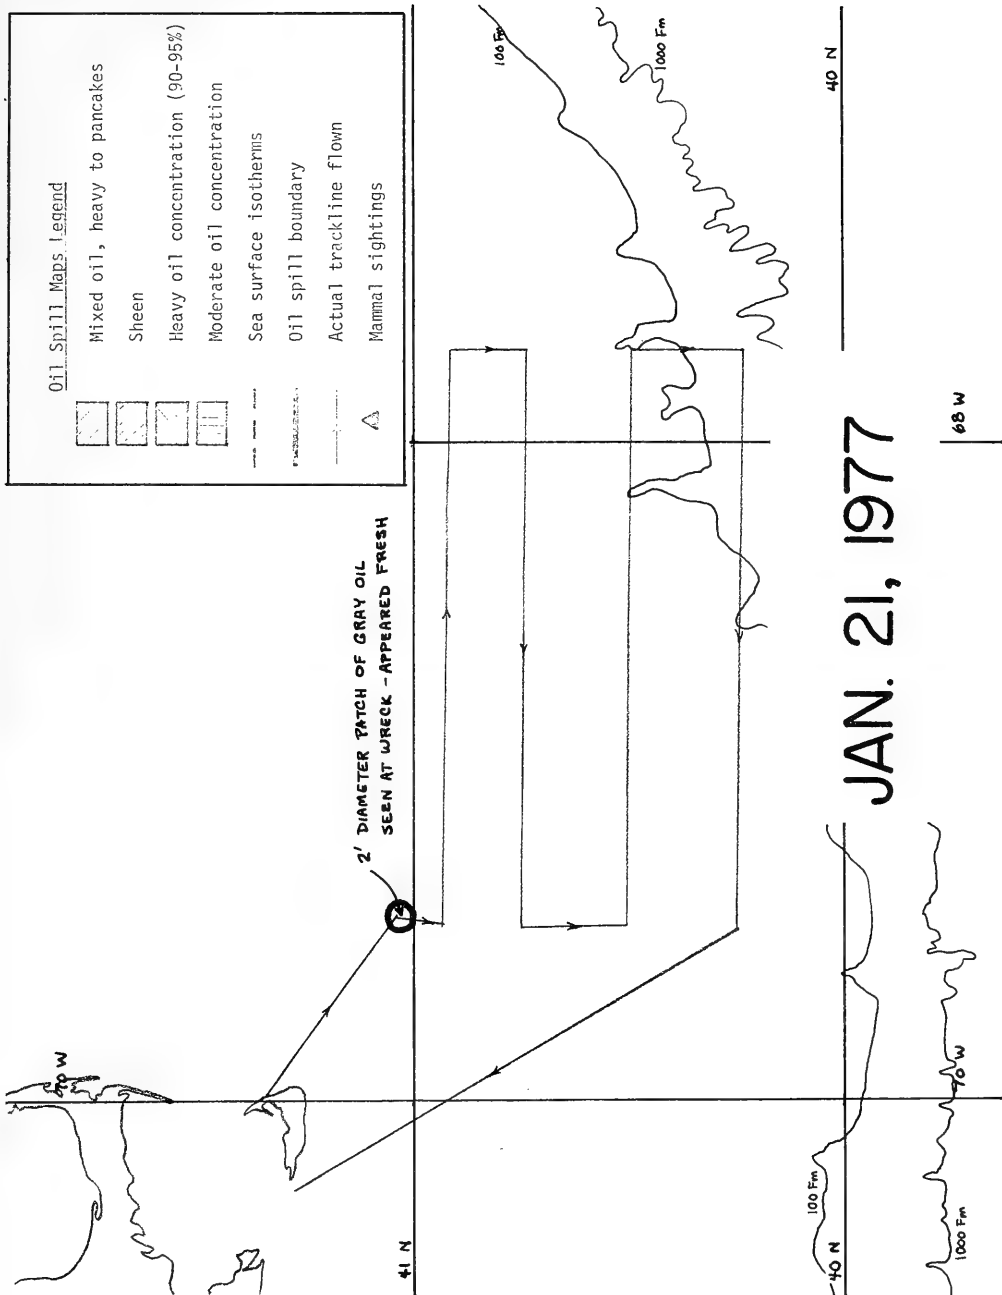 Oil Spill Maps Legend
Mixed oil, heavy to pancakes
Sheen
Heavy oil concentration (90-95%)
Moderate oil concentration
Sea surface isotherms
Oil spill boundary
Actual trackline flown
Mammal sightings
2' DIAMETER PATCH OF GRAY OIL
SEEN AT WRECK - APPEARED FRESH
70 W
41 N
100 Fm
1000 Fm
40 N
68 W
JAN. 21, 1977
100 Fm
40 N
1000 Fm
70 W